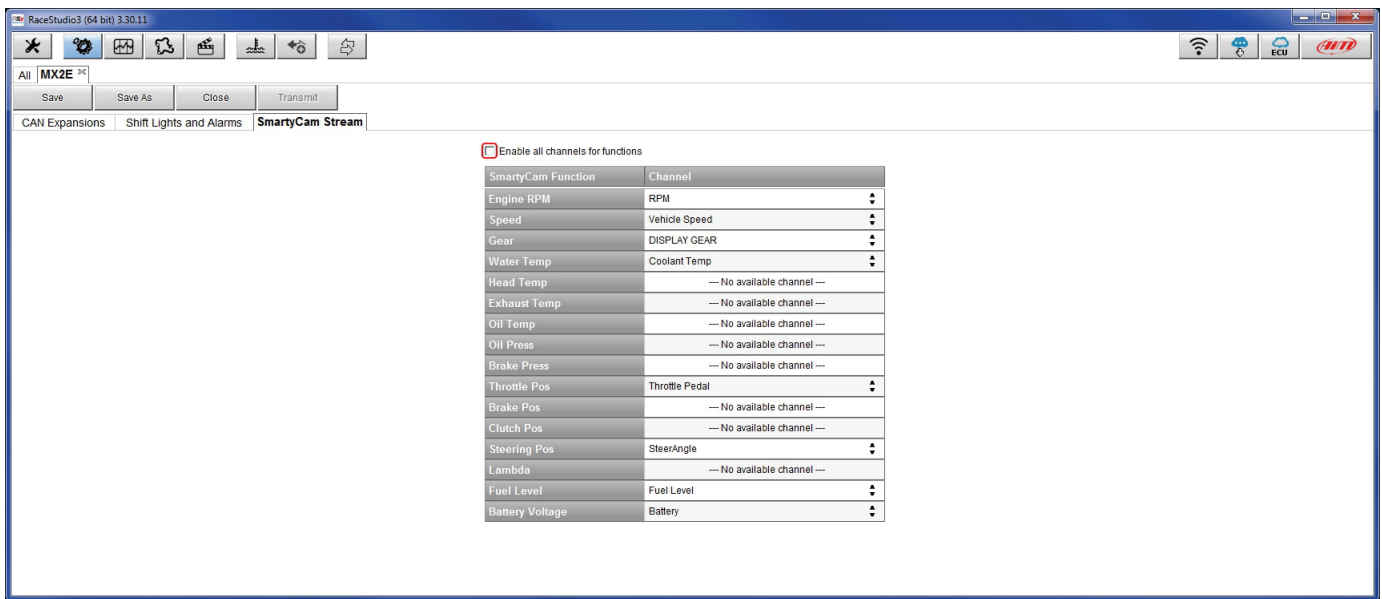 RaceStudio3 (64 bit) 3.30.11
ECU
AiM
All MX2E
Save Save As Close Transmit
CAN Expansions Shift Lights and Alarms SmartyCam Stream
Enable all channels for functions
SmartyCam Function Channel
Engine RPM RPM
Speed Vehicle Speed
Gear DISPLAY GEAR
Water Temp Coolant Temp
Head Temp --- No available channel ---
Exhaust Temp --- No available channel ---
Oil Temp --- No available channel ---
Oil Press --- No available channel ---
Brake Press --- No available channel ---
Throttle Pos Throttle Pedal
Brake Pos --- No available channel ---
Clutch Pos --- No available channel ---
Steering Pos SteerAngle
Lambda --- No available channel ---
Fuel Level Fuel Level
Battery Voltage Battery